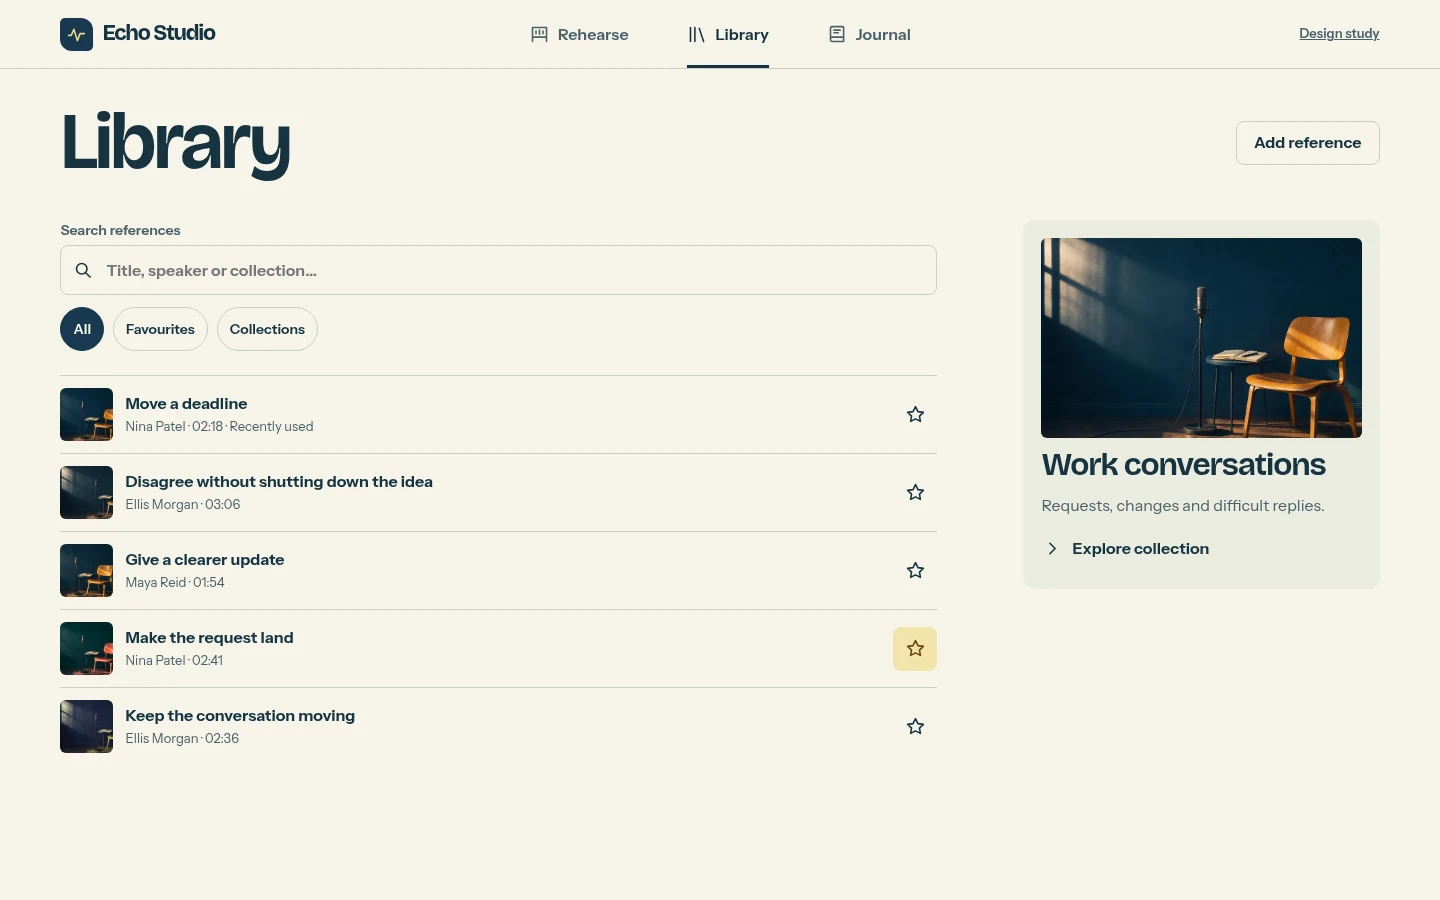 Echo Studio
Rehearse
Library
Journal
Design study
Library
Add reference
Search references
Title, speaker or collection...
All
Favourites
Collections
Move a deadline
Nina Patel · 02:18 · Recently used
Disagree without shutting down the idea
Ellis Morgan · 03:06
Give a clearer update
Maya Reid · 01:54
Make the request land
Nina Patel · 02:41
Keep the conversation moving
Ellis Morgan · 02:36
Work conversations
Requests, changes and difficult replies.
Explore collection